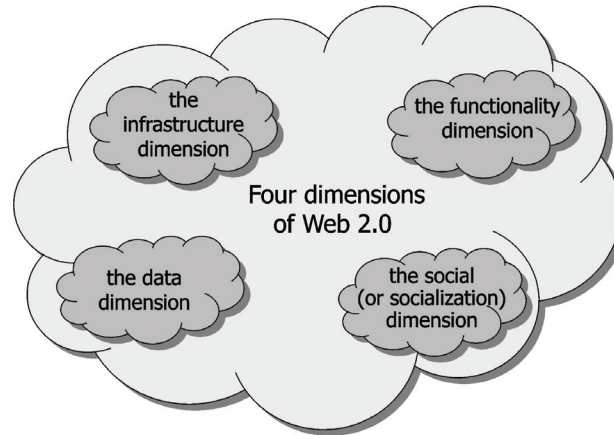 the
infrastructure
dimension
the functionality
dimension
Four dimensions
of Web 2.0
the data
dimension
the social
(or socialization)
dimension